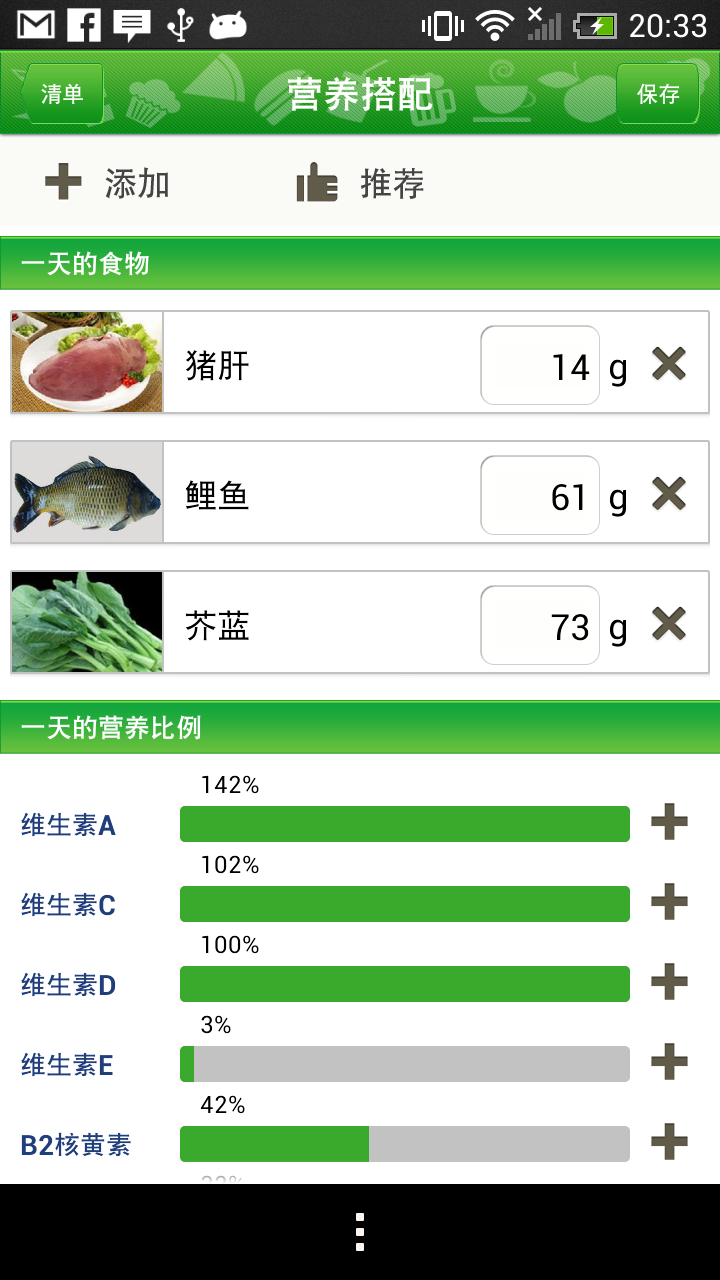 20:33
清单
营养搭配
保存
添加
推荐
一天的食物
猪肝
14 g
鲤鱼
61 g
芥蓝
73 g
一天的营养比例
142%
维生素A
102%
维生素C
100%
维生素D
3%
维生素E
42%
B2核黄素